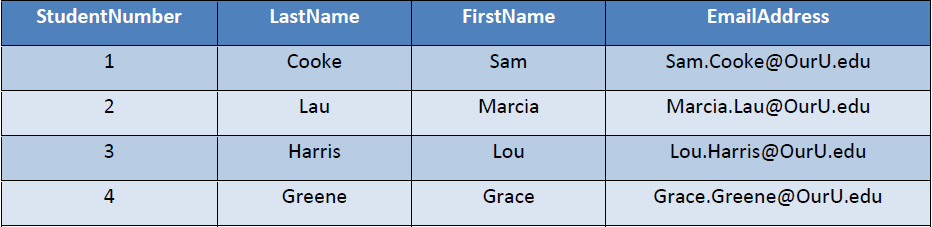 StudentNumber LastName FirstName EmailAddress
1 Cooke Sam Sam.Cooke@OurU.edu
2 Lau Marcia Marcia.Lau@OurU.edu
3 Harris Lou Lou.Harris@OurU.edu
4 Greene Grace Grace.Greene@OurU.edu